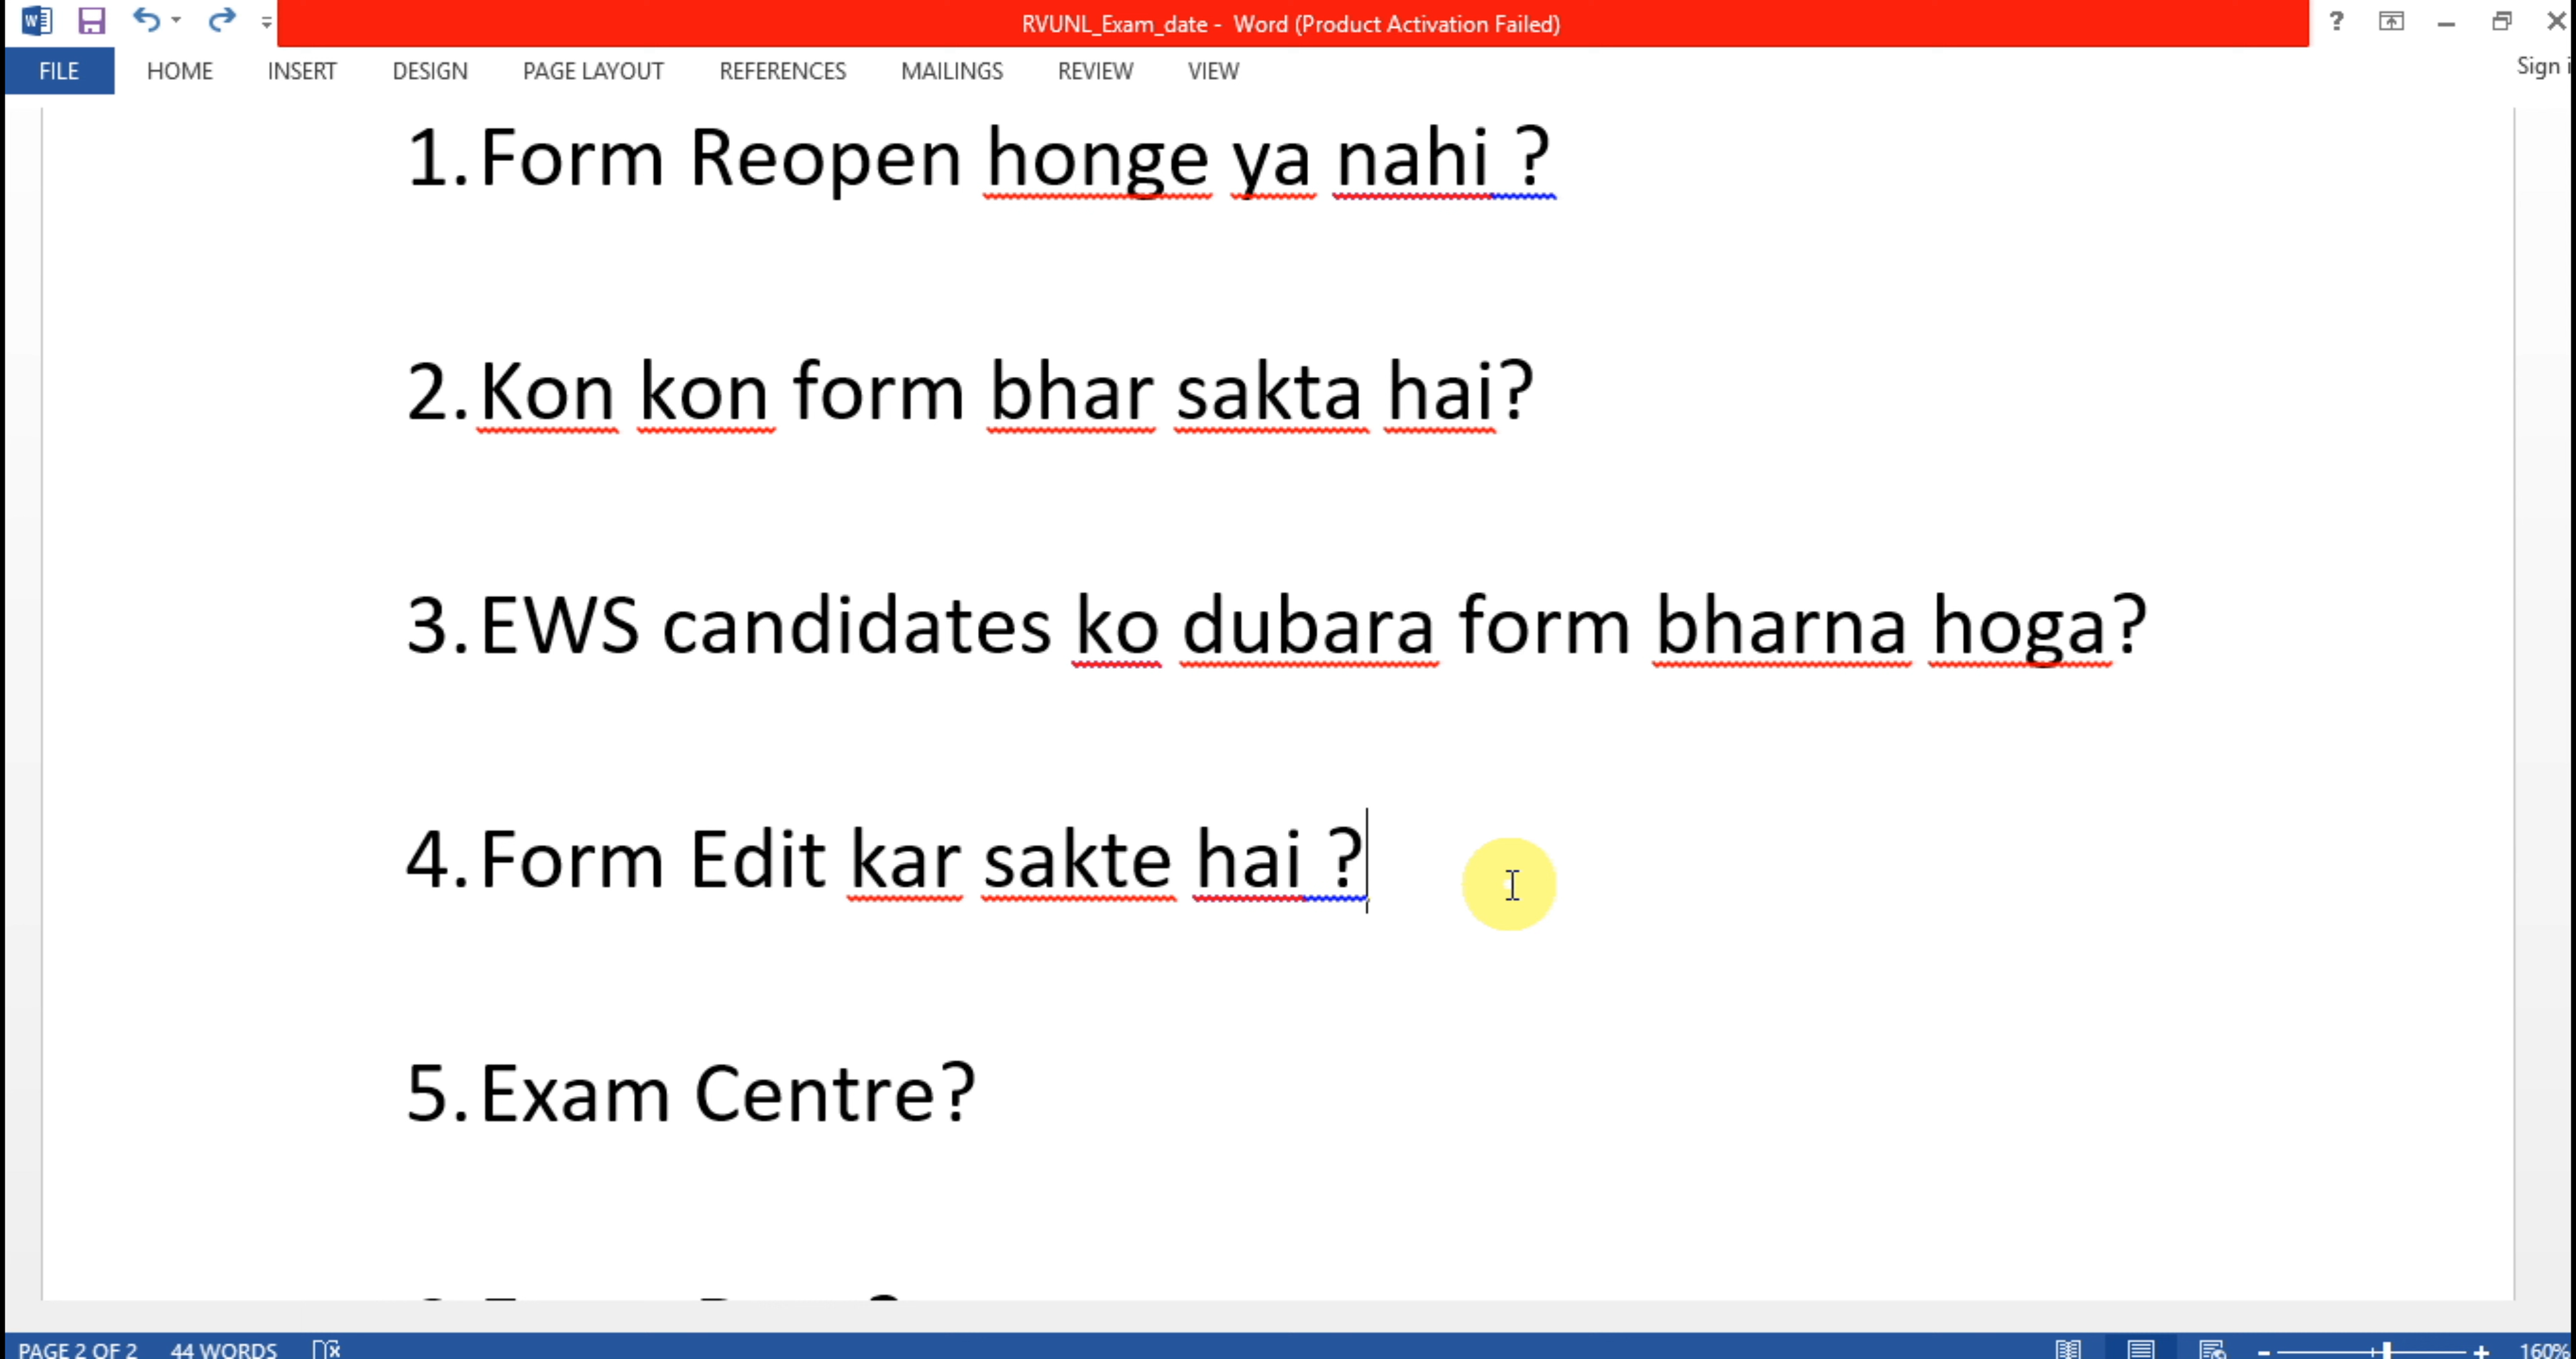 RVUNL_Exam_date - Word (Product Activation Failed)
FILE HOME INSERT DESIGN PAGE LAYOUT REFERENCES MAILINGS REVIEW VIEW Sign i
1. Form Reopen honge ya nahi ?
2. Kon kon form bhar sakta hai?
3. EWS candidates ko dubara form bharna hoga?
4. Form Edit kar sakte hai ?
5. Exam Centre?
PAGE 2 OF 2 44 WORDS 160%